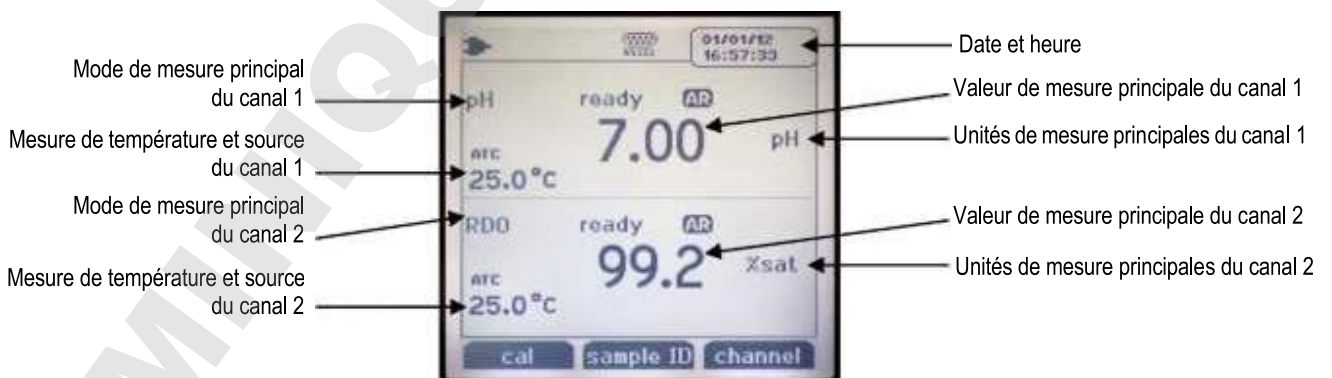 Mode de mesure principal
du canal 1
Mesure de température et source
du canal 1
Mode de mesure principal
du canal 2
Mesure de température et source
du canal 2
01/01/12
16:57:33
pH ready AR
7.00 pH
arc
25.0°C
RDO ready AR
99.2 %sat
arc
25.0°C
cal sample ID channel
Date et heure
Valeur de mesure principale du canal 1
Unités de mesure principales du canal 1
Valeur de mesure principale du canal 2
Unités de mesure principales du canal 2